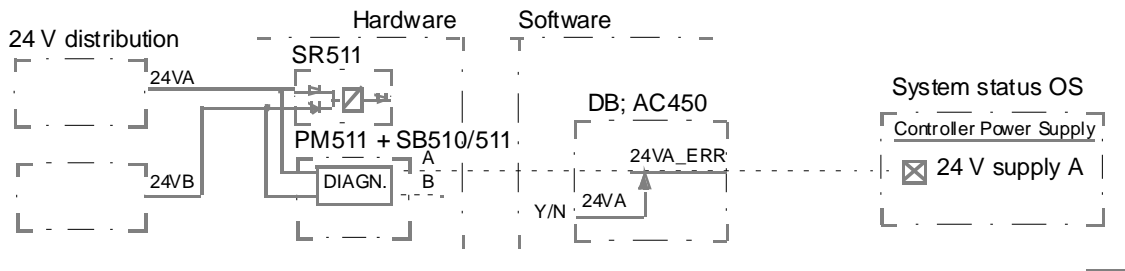 Hardware
Software
24 V distribution
SR511
24VA
System status OS
DB; AC450
Controller Power Supply
PM511 + SB510/511
A
24VA_ERR
24 V supply A
24VB
DIAGN.
B
24VA
Y/N